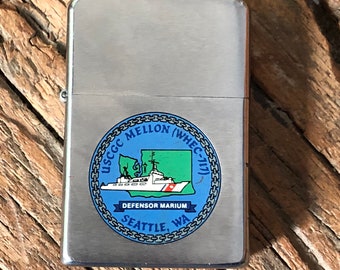 USCGC MELLON (WHEC-717)
DEFENSOR MARIUM
SEATTLE, WA